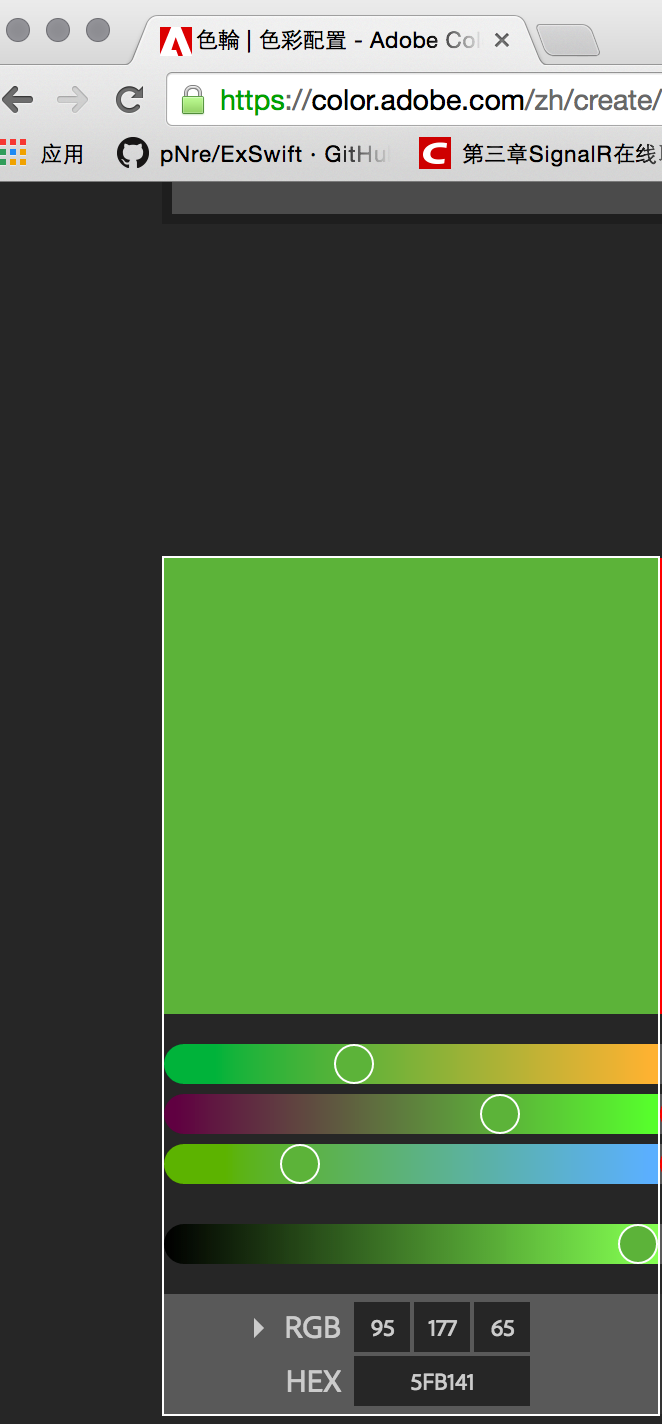 色輪 | 色彩配置 - Adobe Col
https://color.adobe.com/zh/create/
应用 pNre/ExSwift · GitHu 第三章SignalR在线
RGB 95 177 65
HEX 5FB141